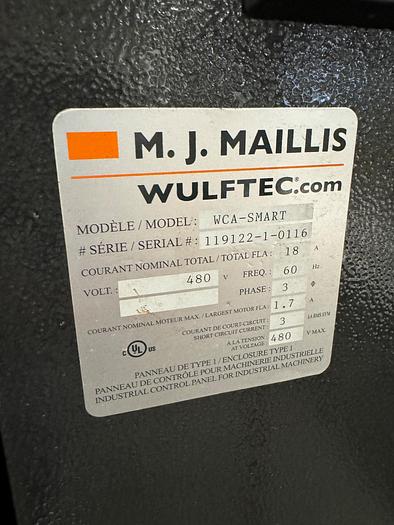 M. J. MAILLIS
WULFTEC®.com
MODÈLE / MODEL: WCA-SMART
# SÉRIE / SERIAL #: 119122-1-0116
COURANT NOMINAL TOTAL / TOTAL FLA: 18 A
VOLT: 480 V FREQ.: 60 Hz
PHASE: 3 Φ
COURANT NOMINAL MOTEUR MAX. / LARGEST MOTOR FLA: 1.7 A
COURANT DE COURT CIRCUIT:
SHORT CIRCUIT CURRENT: 3
À LA TENSION
AT VOLTAGE: 480 V MAX.
C UL US
PANNEAU DE TYPE 1 / ENCLOSURE TYPE 1
PANNEAU DE CONTRÔLE POUR MACHINERIE INDUSTRIELLE
INDUSTRIAL CONTROL PANEL FOR INDUSTRIAL MACHINERY